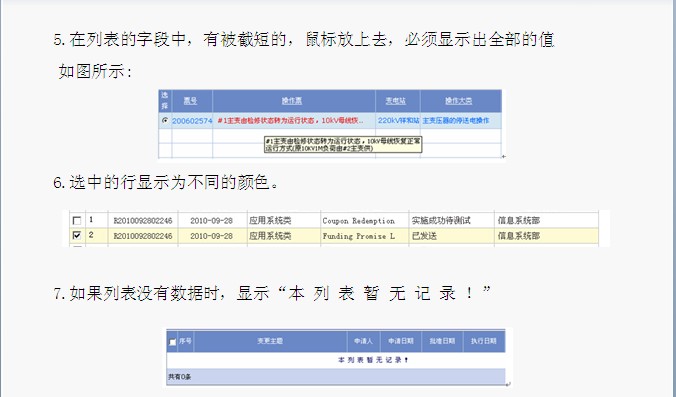 5.在列表的字段中，有被截短的，鼠标放上去，必须显示出全部的值
如图所示:
选择 票号 操作票 变电站 操作大类
200602574 #1主变由检修状态转为运行状态，10kV母线恢... 220kV祥和站 主变压器的停送电操作
#1主变由检修状态转为运行状态，10kV母线恢复正常
运行方式(原10kV1M负荷由#2主变供)
6.选中的行显示为不同的颜色。
1 R2010092802246 2010-09-28 应用系统类 Coupon Redemption 实施成功待测试 信息系统部
2 R2010092802246 2010-09-28 应用系统类 Funding Promise L 已发送 信息系统部
7.如果列表没有数据时，显示“本 列 表 暂 无 记 录 ！”
序号 变更主题 申请人 申请日期 批准日期 执行日期
本 列 表 暂 无 记 录！
共有0条